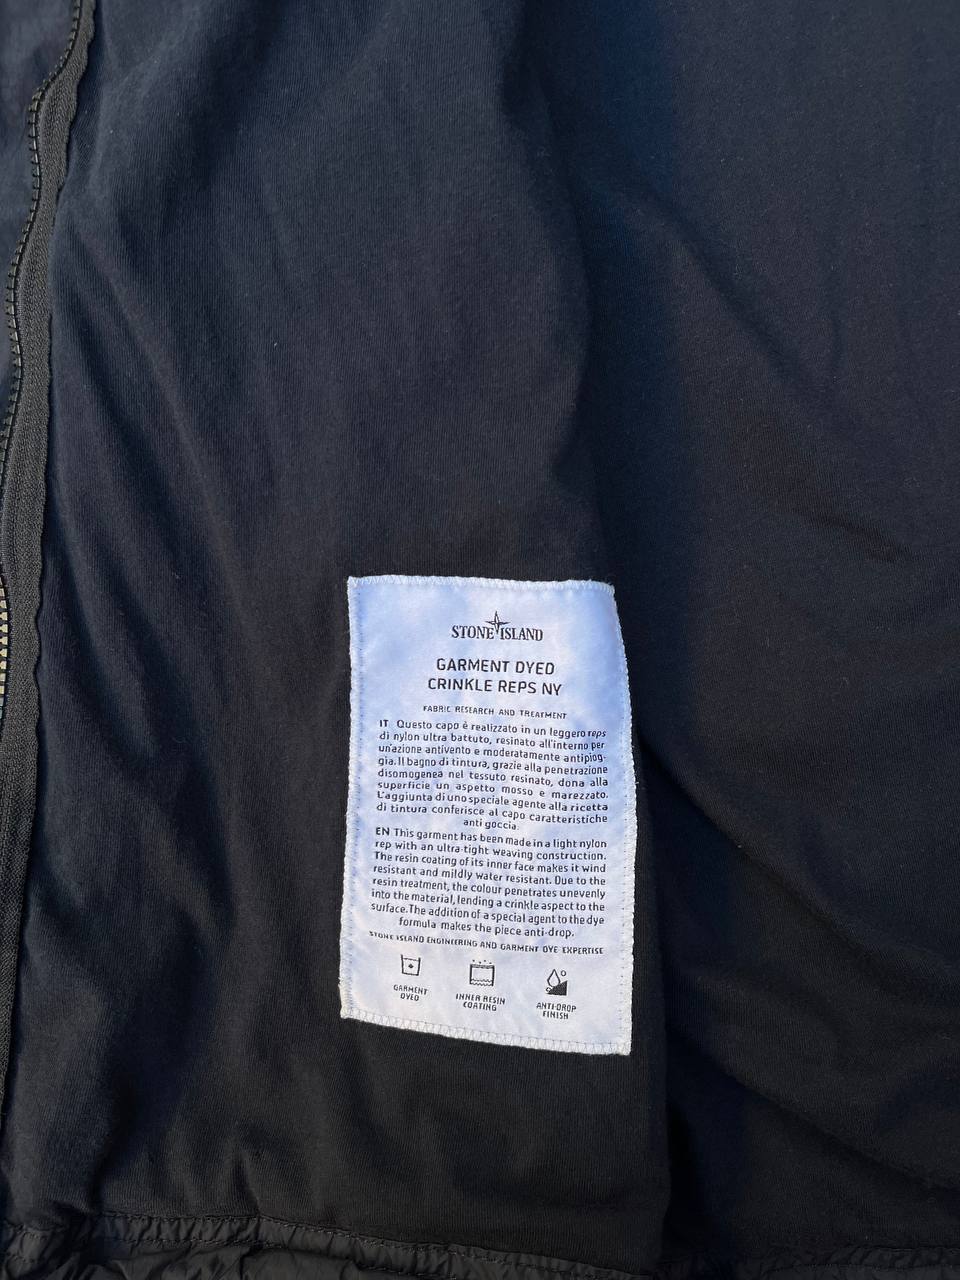 STONE ISLAND
GARMENT DYED
CRINKLE REPS NY
FABRIC RESEARCH AND TREATMENT
IT Questo capo è realizzato in un leggero reps
di nylon ultra battuto, resinato all'interno per
un'azione antivento e moderatamente antipiog-
gia. Il bagno di tintura, grazie alla penetrazione
disomogenea nel tessuto resinato, dona alla
superficie un aspetto mosso e marezzato.
L'aggiunta di uno speciale agente alla ricetta
di tintura conferisce al capo caratteristiche
anti goccia.
EN This garment has been made in a light nylon
rep with an ultra-tight weaving construction.
The resin coating of its inner face makes it wind
resistant and mildly water resistant. Due to the
resin treatment, the colour penetrates unevenly
into the material, lending a crinkle aspect to the
surface. The addition of a special agent to the dye
formula makes the piece anti-drop.
STONE ISLAND ENGINEERING AND GARMENT DYE EXPERTISE
GARMENT DYED
INNER RESIN COATING
ANTI-DROP FINISH